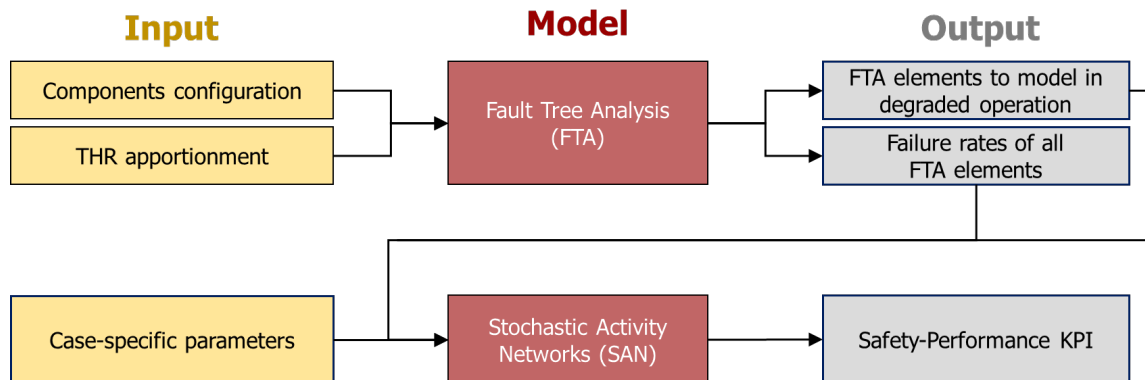 Input
Model
Output
Components configuration
THR apportionment
Fault Tree Analysis
(FTA)
FTA elements to model in
degraded operation
Failure rates of all
FTA elements
Case-specific parameters
Stochastic Activity
Networks (SAN)
Safety-Performance KPI